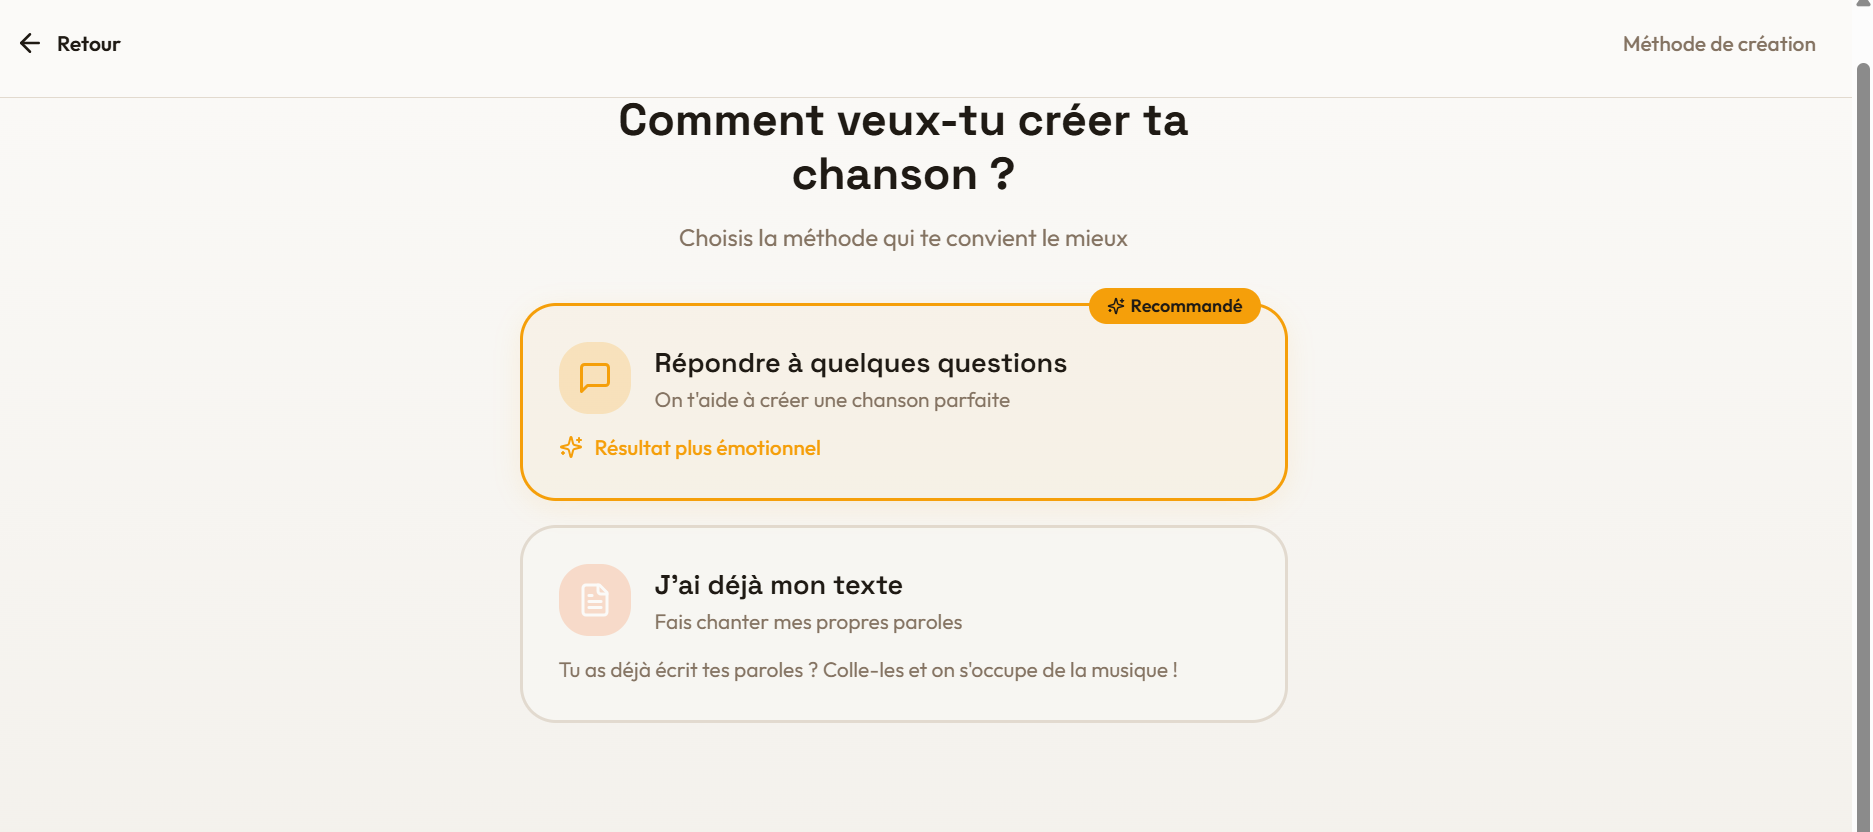 Retour
Méthode de création
Comment veux-tu créer ta
chanson ?
Choisis la méthode qui te convient le mieux
Recommandé
Répondre à quelques questions
On t'aide à créer une chanson parfaite
Résultat plus émotionnel
J’ai déjà mon texte
Fais chanter mes propres paroles
Tu as déjà écrit tes paroles ? Colle-les et on s'occupe de la musique !